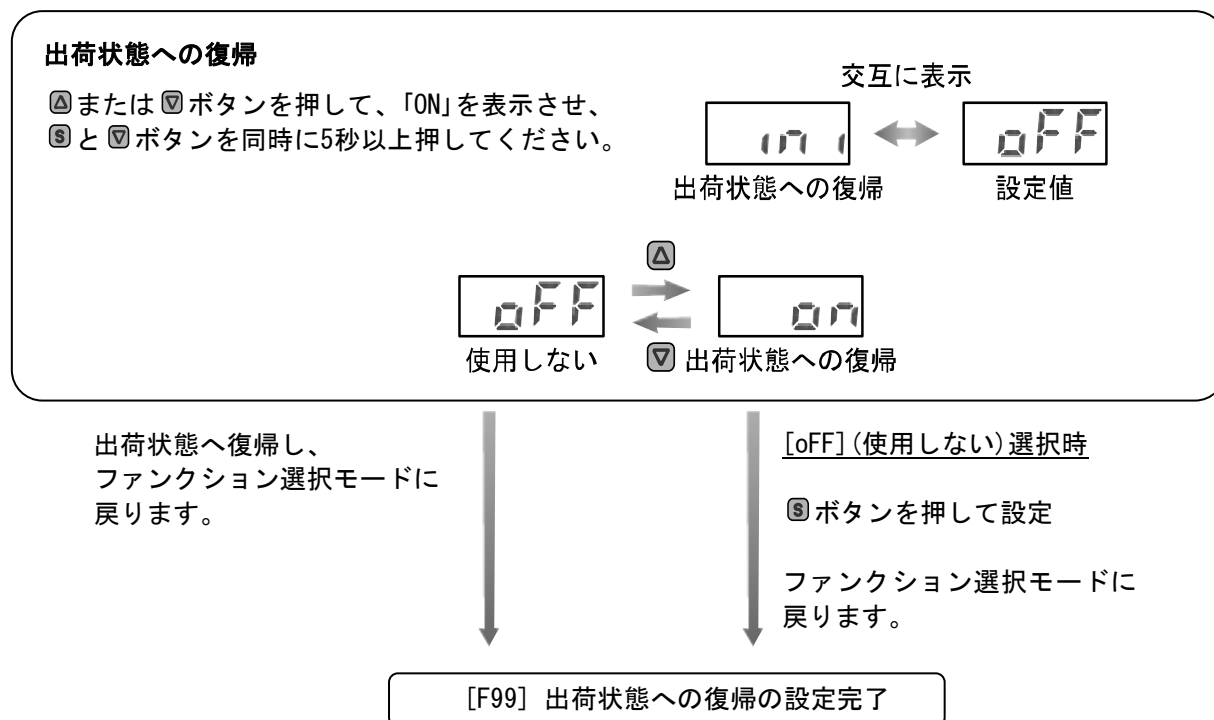 出荷状態への復帰
△または▽ボタンを押して、「ON」を表示させ、
Sと▽ボタンを同時に5秒以上押してください。
交互に表示
ini
oFF
出荷状態への復帰
設定値
△
oFF
on
使用しない
▽
出荷状態への復帰
出荷状態へ復帰し、
ファンクション選択モードに
戻ります。
[oFF](使用しない)選択時
Sボタンを押して設定
ファンクション選択モードに
戻ります。
[F99] 出荷状態への復帰の設定完了